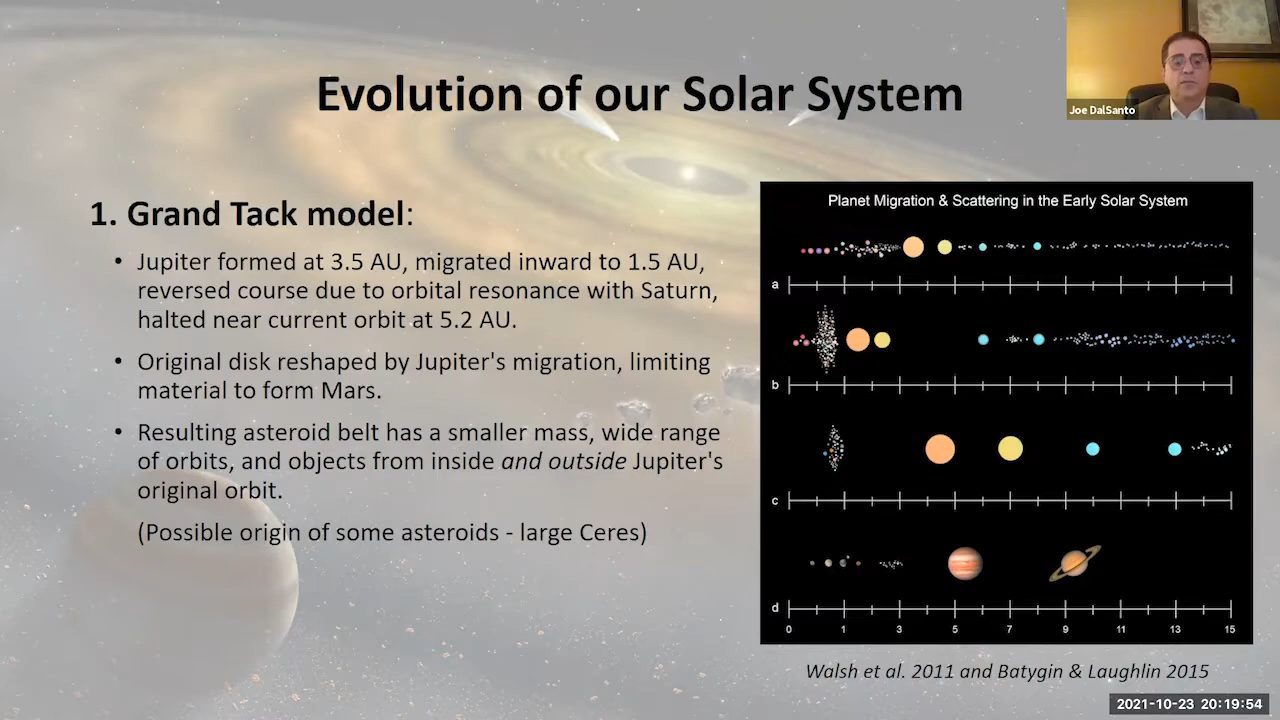 Joe DalSanto
Evolution of our Solar System
1. Grand Tack model:
• Jupiter formed at 3.5 AU, migrated inward to 1.5 AU,
reversed course due to orbital resonance with Saturn,
halted near current orbit at 5.2 AU.
• Original disk reshaped by Jupiter's migration, limiting
material to form Mars.
• Resulting asteroid belt has a smaller mass, wide range
of orbits, and objects from inside and outside Jupiter's
original orbit.
(Possible origin of some asteroids - large Ceres)
Planet Migration & Scattering in the Early Solar System
a
b
c
d
0 1 3 5 7 9 11 13 15
Walsh et al. 2011 and Batygin & Laughlin 2015
2021-10-23 20:19:54